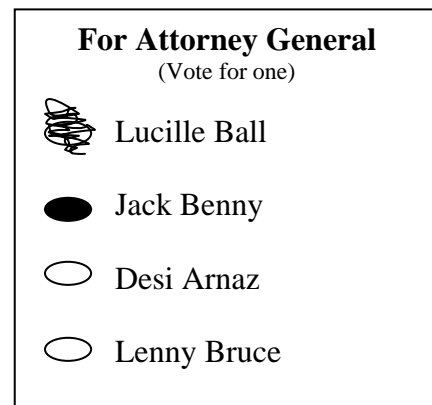 For Attorney General
(Vote for one)
Lucille Ball
Jack Benny
Desi Arnaz
Lenny Bruce